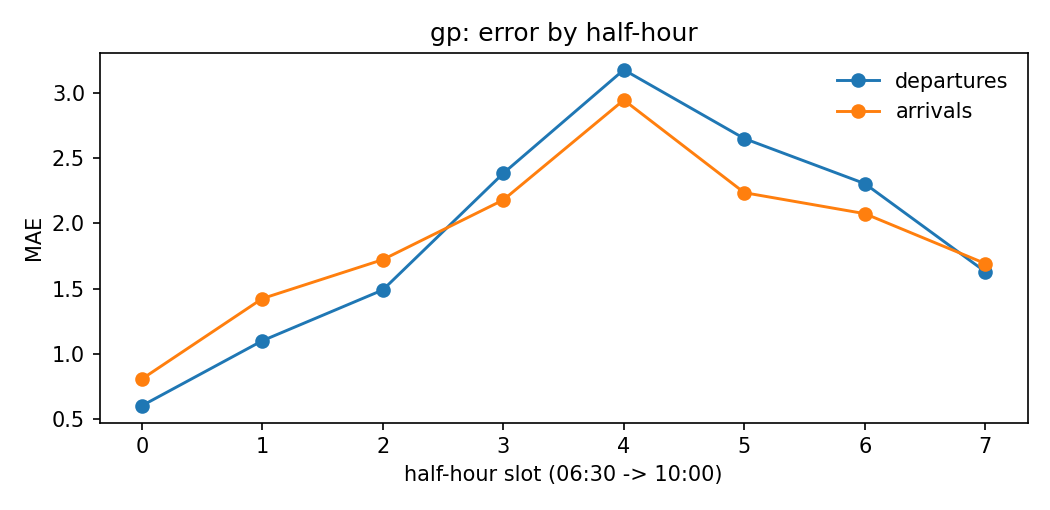 gp: error by half-hour
departures
arrivals
MAE
3.0
2.5
2.0
1.5
1.0
0.5
0 1 2 3 4 5 6 7
half-hour slot (06:30 -> 10:00)